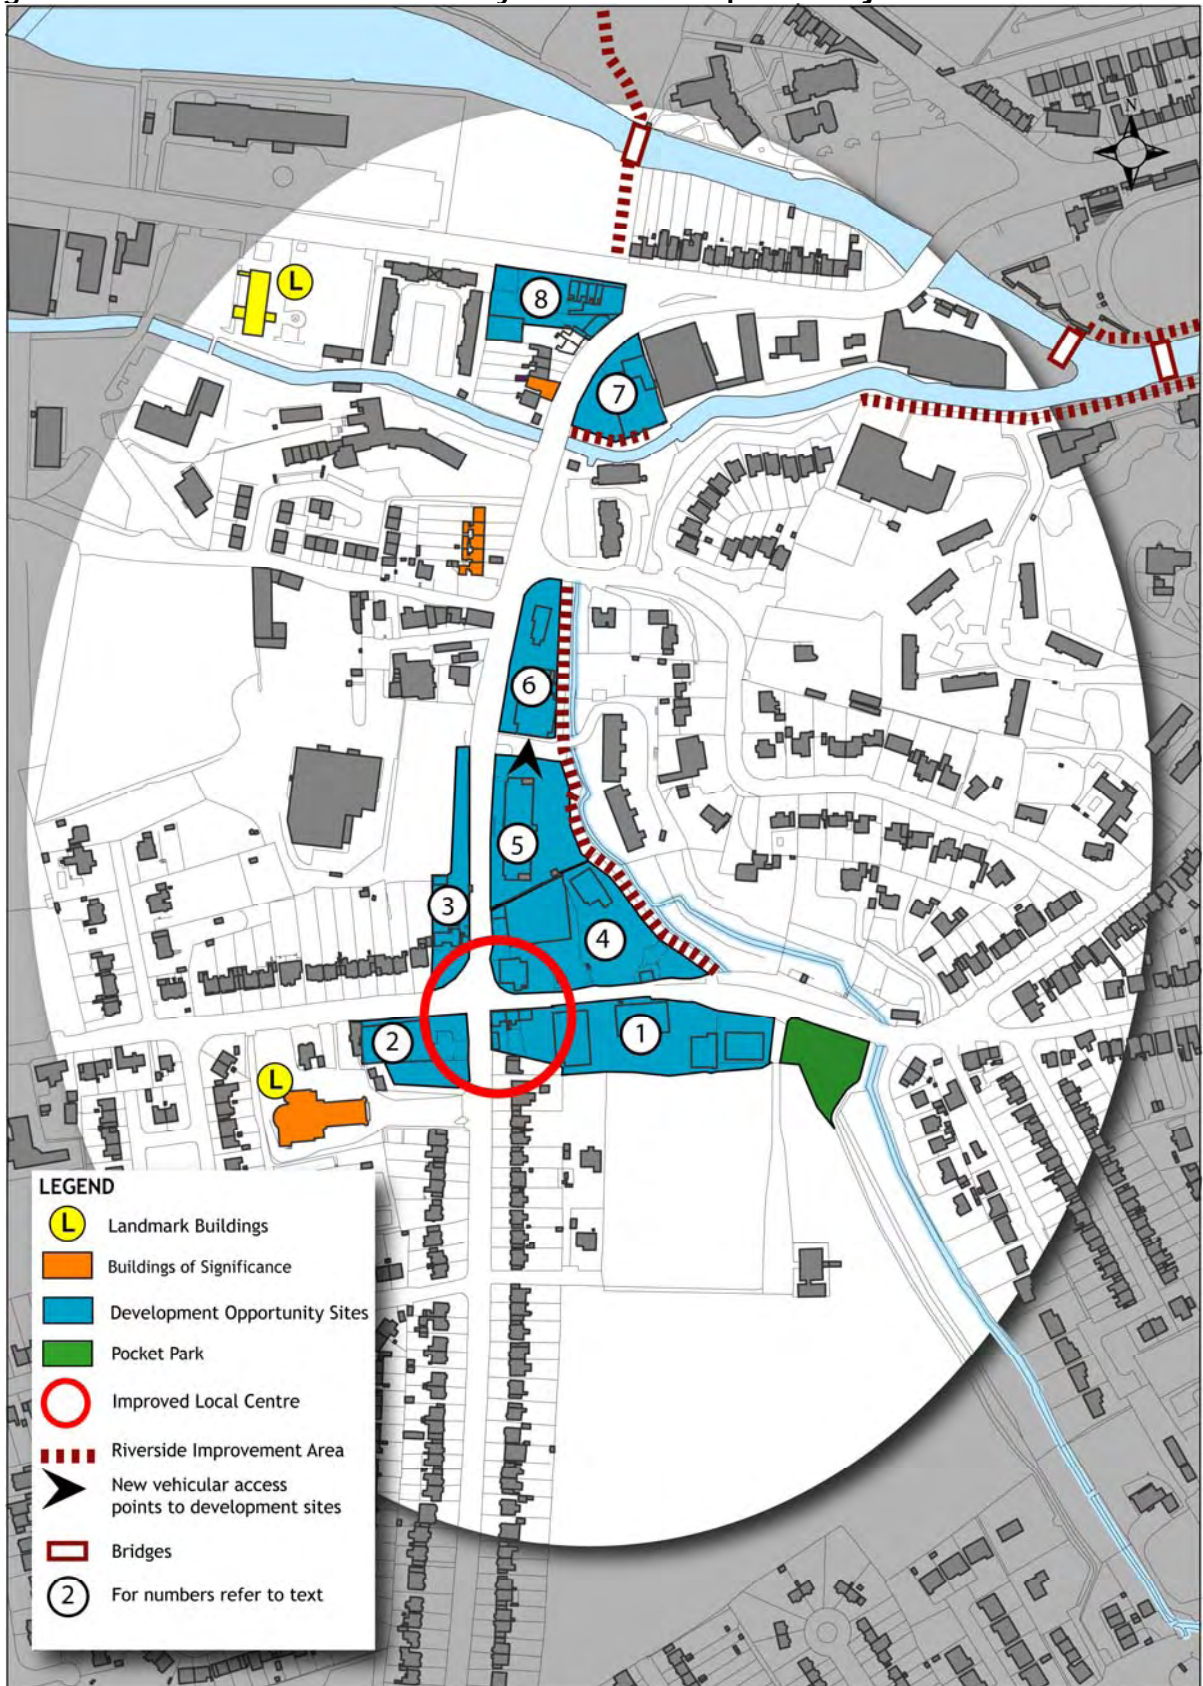 N
L
8
7
6
5
3
4
2
1
L
LEGEND
L Landmark Buildings
Buildings of Significance
Development Opportunity Sites
Pocket Park
Improved Local Centre
Riverside Improvement Area
New vehicular access
points to development sites
Bridges
2 For numbers refer to text